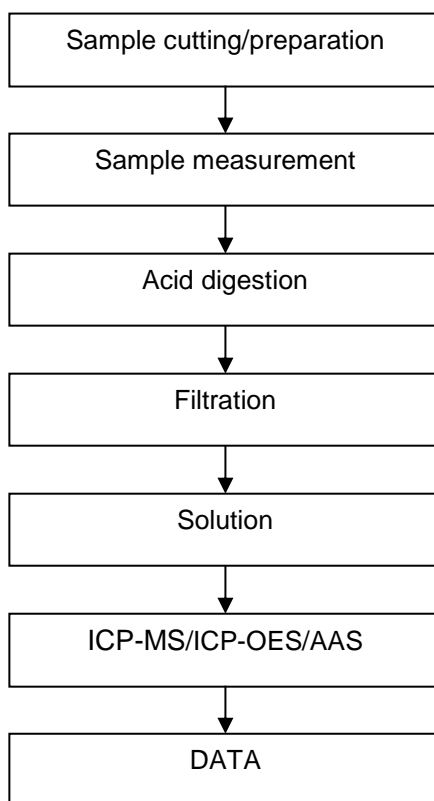 Sample cutting/preparation
Sample measurement
Acid digestion
Filtration
Solution
ICP-MS/ICP-OES/AAS
DATA